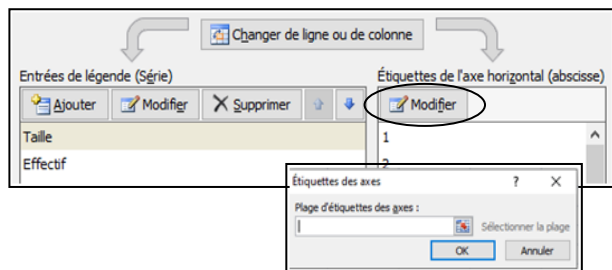 Changer de ligne ou de colonne
Entrées de légende (Série)
Étiquettes de l'axe horizontal (abscisse)
Ajouter Modifier Supprimer
Modifier
Taille
1
Effectif
2
Étiquettes des axes ? X
Plage d'étiquettes des axes :
Sélectionner la plage
OK Annuler